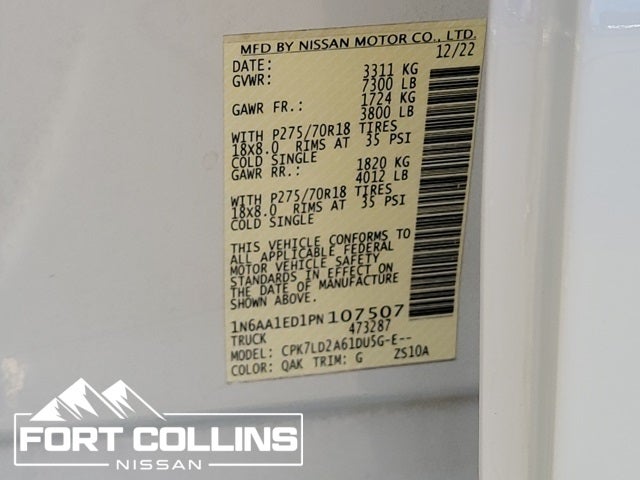 MFD BY NISSAN MOTOR CO., LTD.
DATE: 12/22
GVWR: 3311 KG
7300 LB
GAWR FR.: 1724 KG
3800 LB
WITH P275/70R18 TIRES
18x8.0 RIMS AT 35 PSI
COLD SINGLE
GAWR RR.: 1820 KG
4012 LB
WITH P275/70R18 TIRES
18x8.0 RIMS AT 35 PSI
COLD SINGLE
THIS VEHICLE CONFORMS TO
ALL APPLICABLE FEDERAL
MOTOR VEHICLE SAFETY
STANDARDS IN EFFECT ON
THE DATE OF MANUFACTURE
SHOWN ABOVE.
1N6AA1ED1PN107507
TRUCK 473287
MODEL: CPK7LD2A61DU5G-E--
COLOR: QAK TRIM: G ZS10A
FORT COLLINS
NISSAN